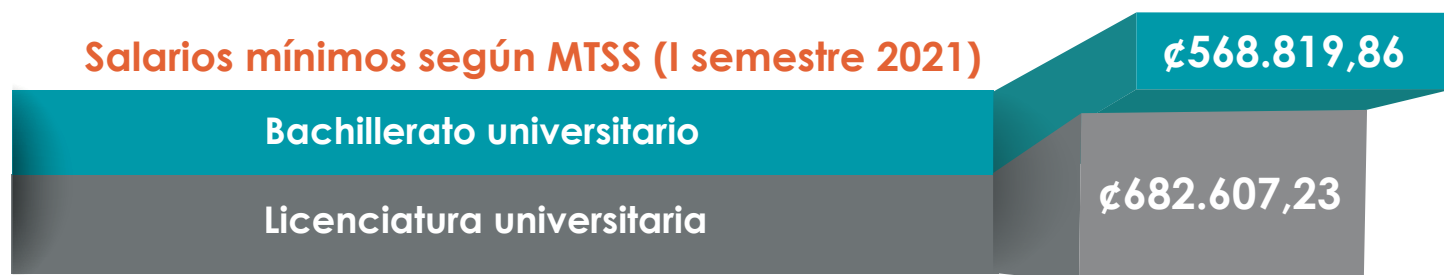 Salarios mínimos según MTSS (I semestre 2021)
Bachillerato universitario
¢568.819,86
Licenciatura universitaria
¢682.607,23